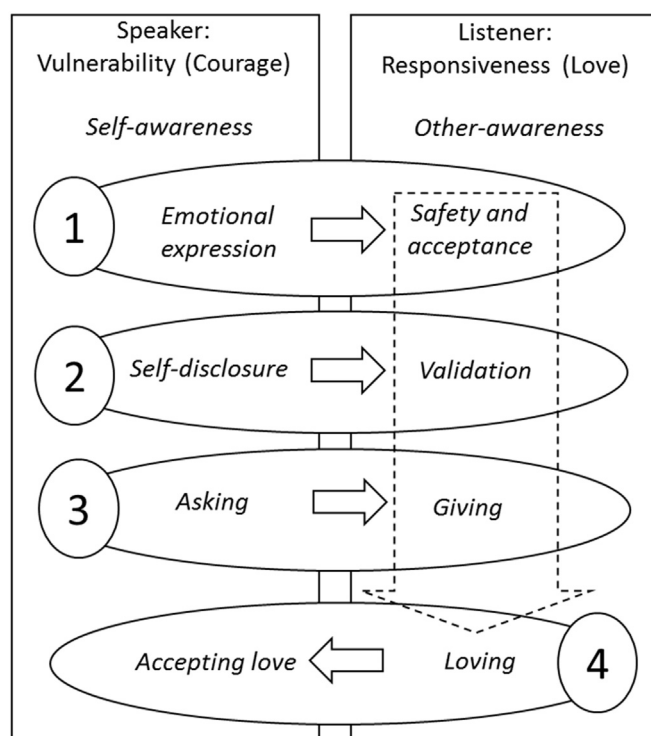 Speaker:
Vulnerability (Courage)
Self-awareness
Listener:
Responsiveness (Love)
Other-awareness
1
Emotional
expression
Safety and
acceptance
2
Self-disclosure
Validation
3
Asking
Giving
Accepting love
Loving
4